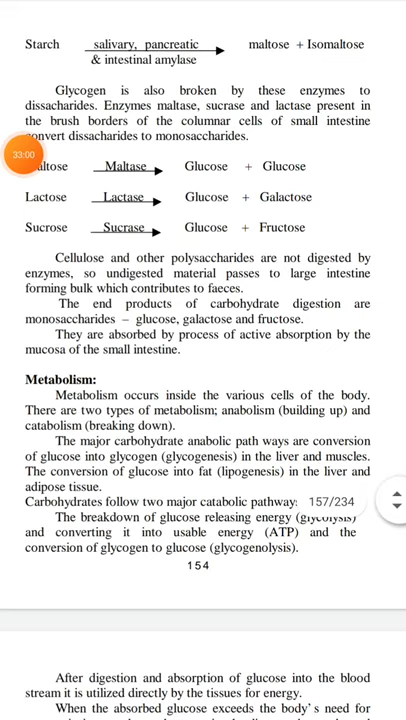 Starch salivary, pancreatic maltose + Isomaltose
& intestinal amylase
Glycogen is also broken by these enzymes to
dissacharides. Enzymes maltase, sucrase and lactase present in
the brush borders of the columnar cells of small intestine
convert dissacharides to monosaccharides.
33:00
Maltose Maltase Glucose + Glucose
Lactose Lactase Glucose + Galactose
Sucrose Sucrase Glucose + Fructose
Cellulose and other polysaccharides are not digested by
enzymes, so undigested material passes to large intestine
forming bulk which contributes to faeces.
The end products of carbohydrate digestion are
monosaccharides – glucose, galactose and fructose.
They are absorbed by process of active absorption by the
mucosa of the small intestine.
Metabolism:
Metabolism occurs inside the various cells of the body.
There are two types of metabolism; anabolism (building up) and
catabolism (breaking down).
The major carbohydrate anabolic path ways are conversion
of glucose into glycogen (glycogenesis) in the liver and muscles.
The conversion of glucose into fat (lipogenesis) in the liver and
adipose tissue.
Carbohydrates follow two major catabolic pathway: 157/234
The breakdown of glucose releasing energy (glycolysis)
and converting it into usable energy (ATP) and the
conversion of glycogen to glucose (glycogenolysis).
154
After digestion and absorption of glucose into the blood
stream it is utilized directly by the tissues for energy.
When the absorbed glucose exceeds the body's need for